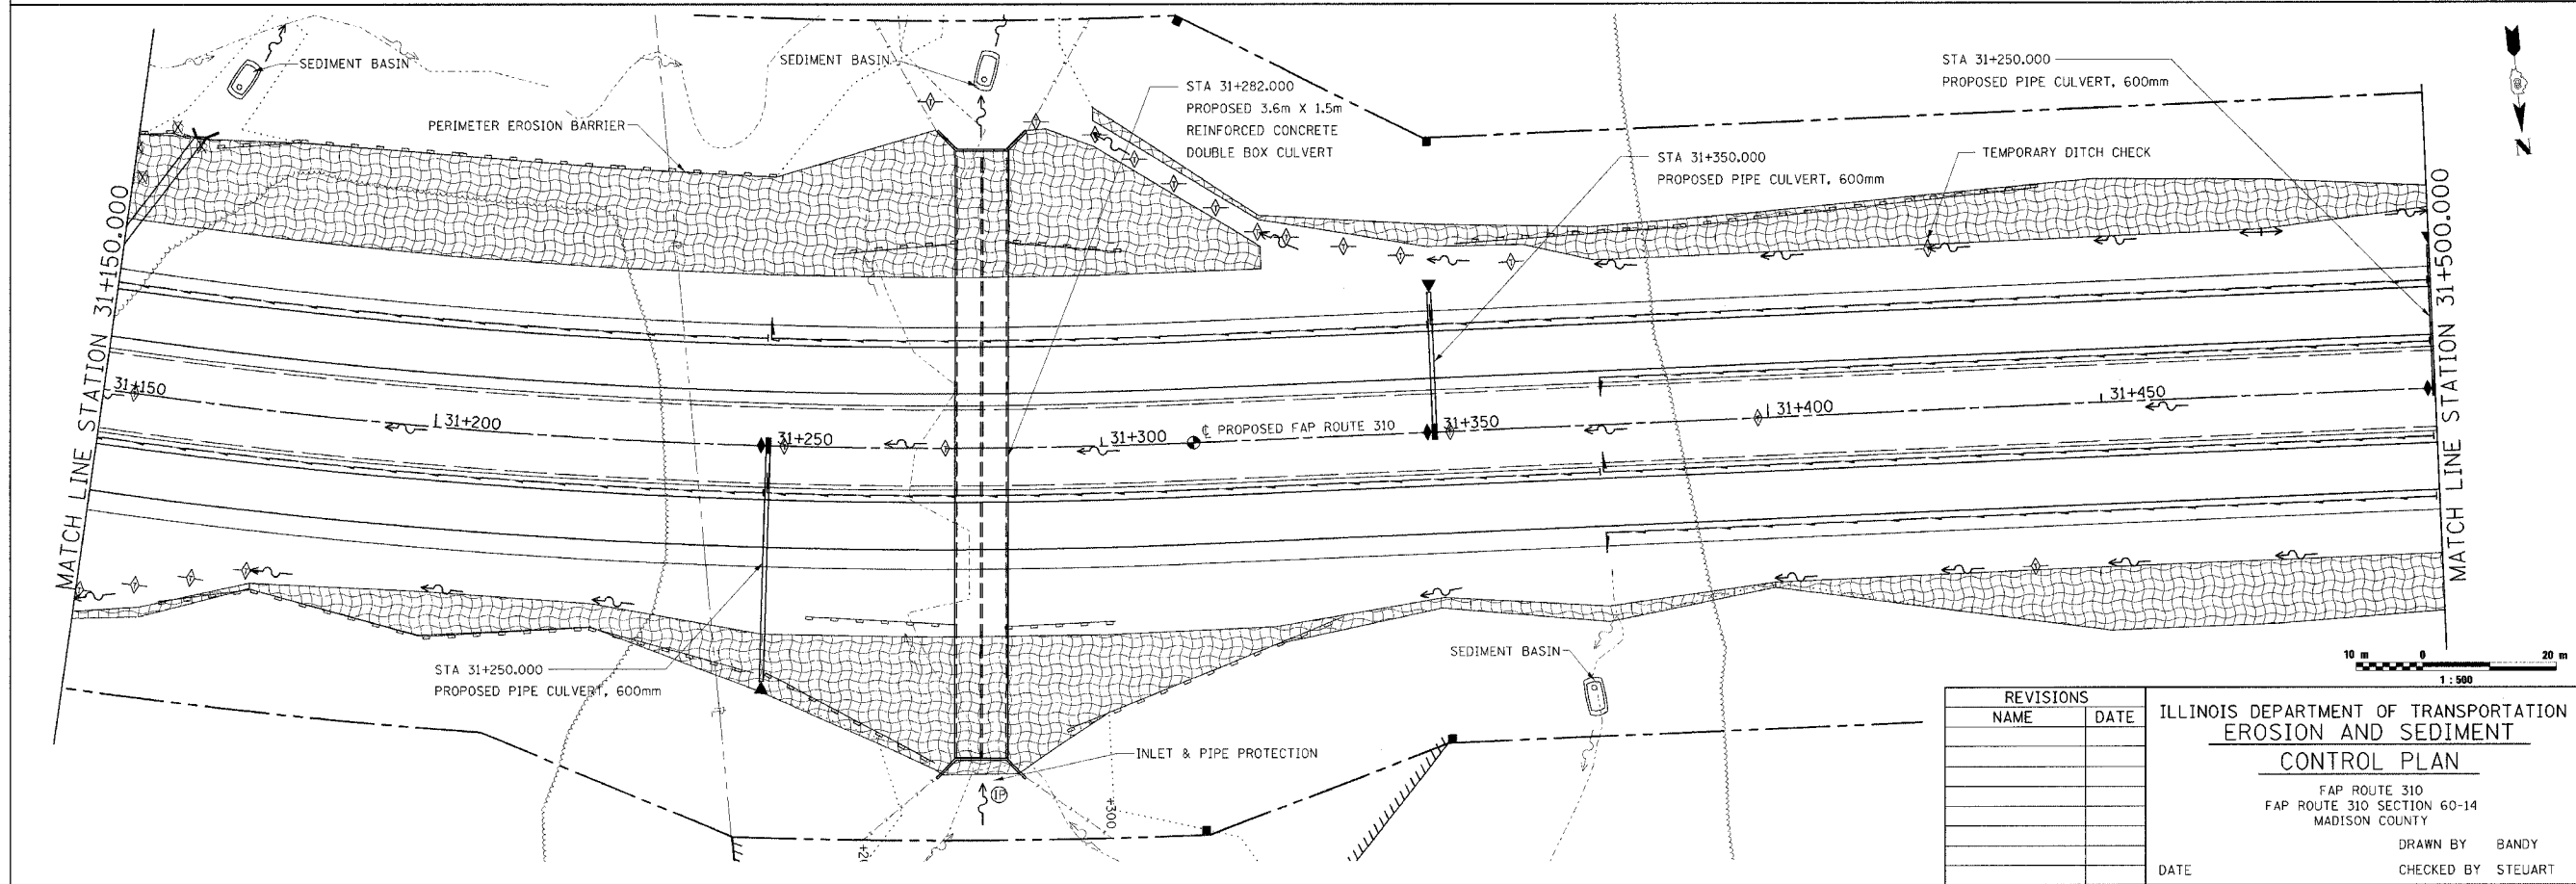 SEDIMENT BASIN
SEDIMENT BASIN
PERIMETER EROSION BARRIER
STA 31+282.000
PROPOSED 3.6m X 1.5m
REINFORCED CONCRETE
DOUBLE BOX CULVERT
STA 31+350.000
PROPOSED PIPE CULVERT, 600mm
STA 31+250.000
PROPOSED PIPE CULVERT, 600mm
TEMPORARY DITCH CHECK
N
MATCH LINE STATION 31+150.000
MATCH LINE STATION 31+500.000
31+150
31+200
31+250
31+300
℄ PROPOSED FAP ROUTE 310
31+350
31+400
31+450
STA 31+250.000
PROPOSED PIPE CULVERT, 600mm
SEDIMENT BASIN
INLET & PIPE PROTECTION
IP
+300
10 m 0 20 m
1 : 500
REVISIONS
NAME DATE
ILLINOIS DEPARTMENT OF TRANSPORTATION
EROSION AND SEDIMENT
CONTROL PLAN
FAP ROUTE 310
FAP ROUTE 310 SECTION 60-14
MADISON COUNTY
DRAWN BY BANDY
DATE CHECKED BY STEUART